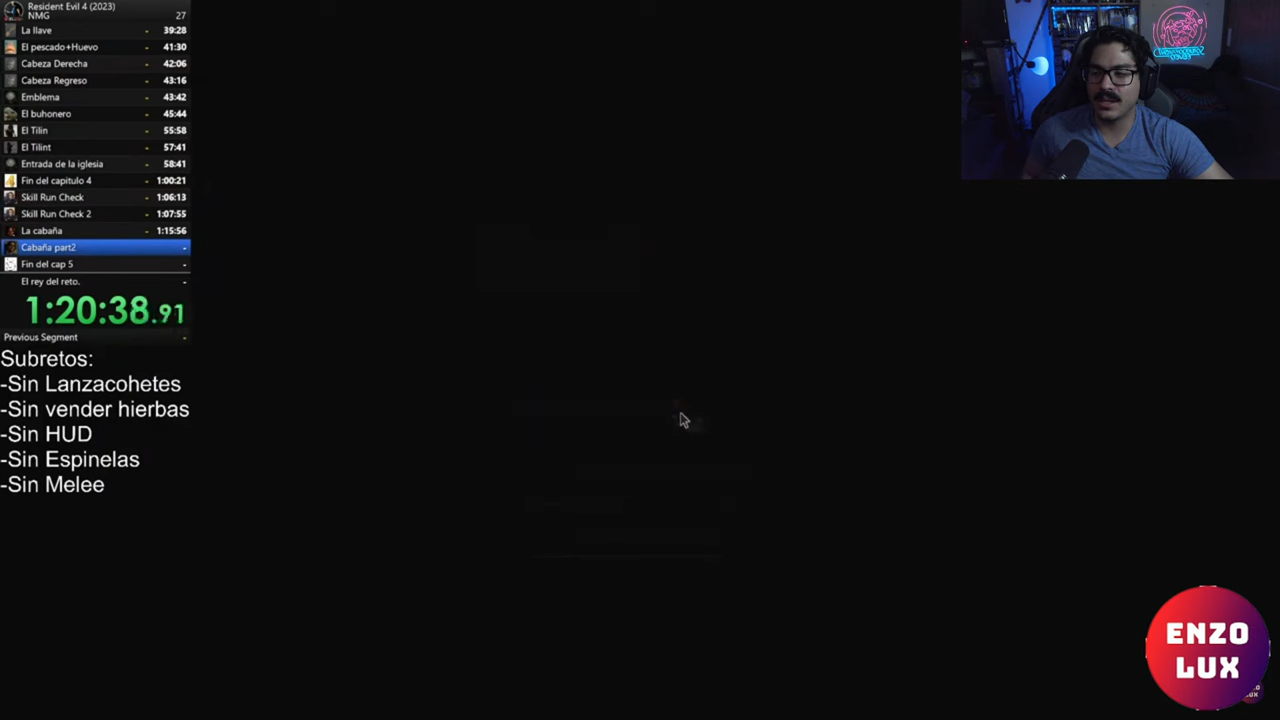 Resident Evil 4 (2023)
NMG 27
La llave - 39:28
El pescado+Huevo - 41:30
Cabeza Derecha - 42:06
Cabeza Regreso - 43:16
Emblema - 43:42
El buhonero - 45:44
El Tilin - 55:58
El Tilint - 57:41
Entrada de la iglesia - 58:41
Fin del capitulo 4 - 1:00:21
Skill Run Check - 1:06:13
Skill Run Check 2 - 1:07:55
La cabaña - 1:15:56
Cabaña part2 -
Fin del cap 5 -
El rey del reto. -
1:20:38.91
Previous Segment -
Subretos:
-Sin Lanzacohetes
-Sin vender hierbas
-Sin HUD
-Sin Espinelas
-Sin Melee
ENZO
LUX